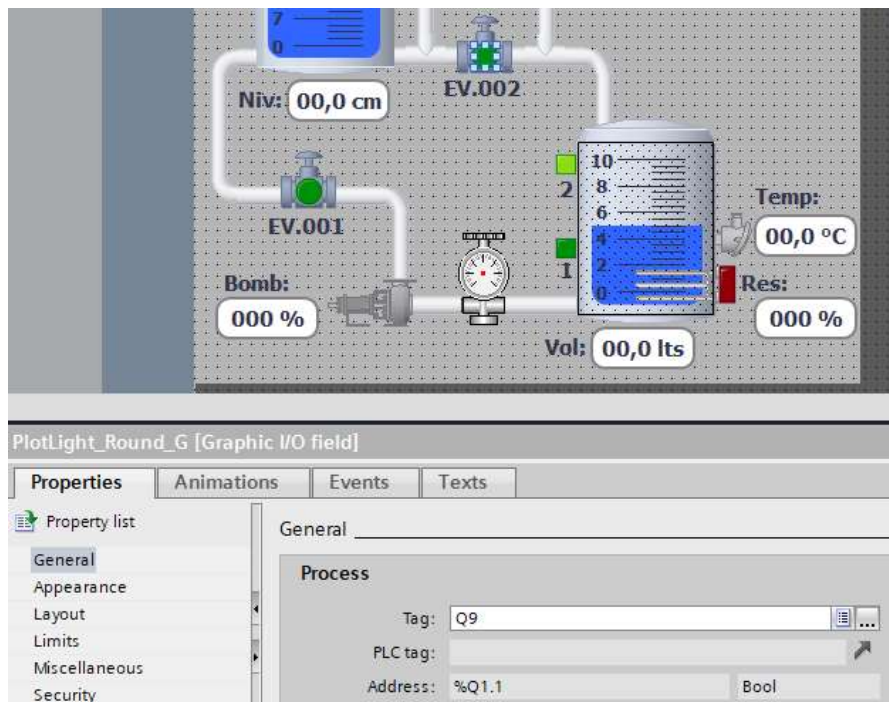 7
0
EV.002
Niv: 00,0 cm
10
8
6
4
2
0
2
1
Temp:
00,0 °C
EV.001
Bomb:
000 %
Res:
000 %
Vol: 00,0 lts
PlotLight_Round_G [Graphic I/O field]
Properties Animations Events Texts
Property list
General
Appearance
Layout
Limits
Miscellaneous
Security
General
Process
Tag: Q9
...
PLC tag:
Address: %Q1.1 Bool